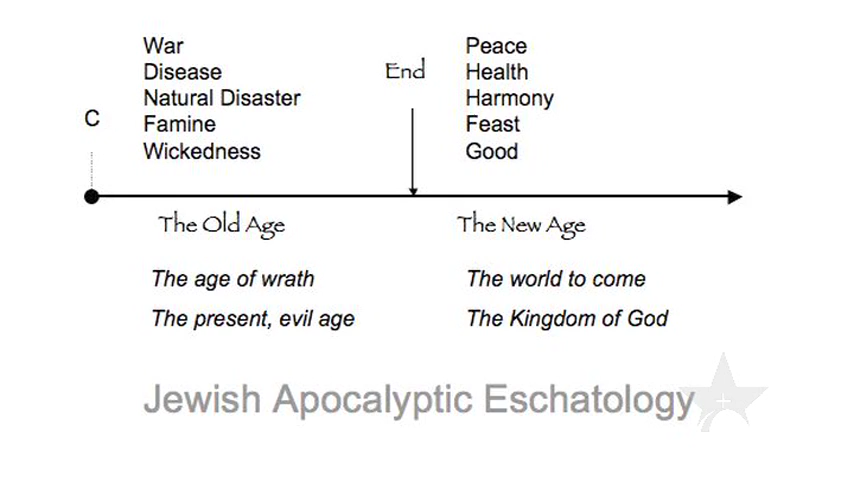 War
Disease
Natural Disaster
Famine
Wickedness
End
Peace
Health
Harmony
Feast
Good
C
The Old Age
The New Age
The age of wrath
The world to come
The present, evil age
The Kingdom of God
Jewish Apocalyptic Eschatology